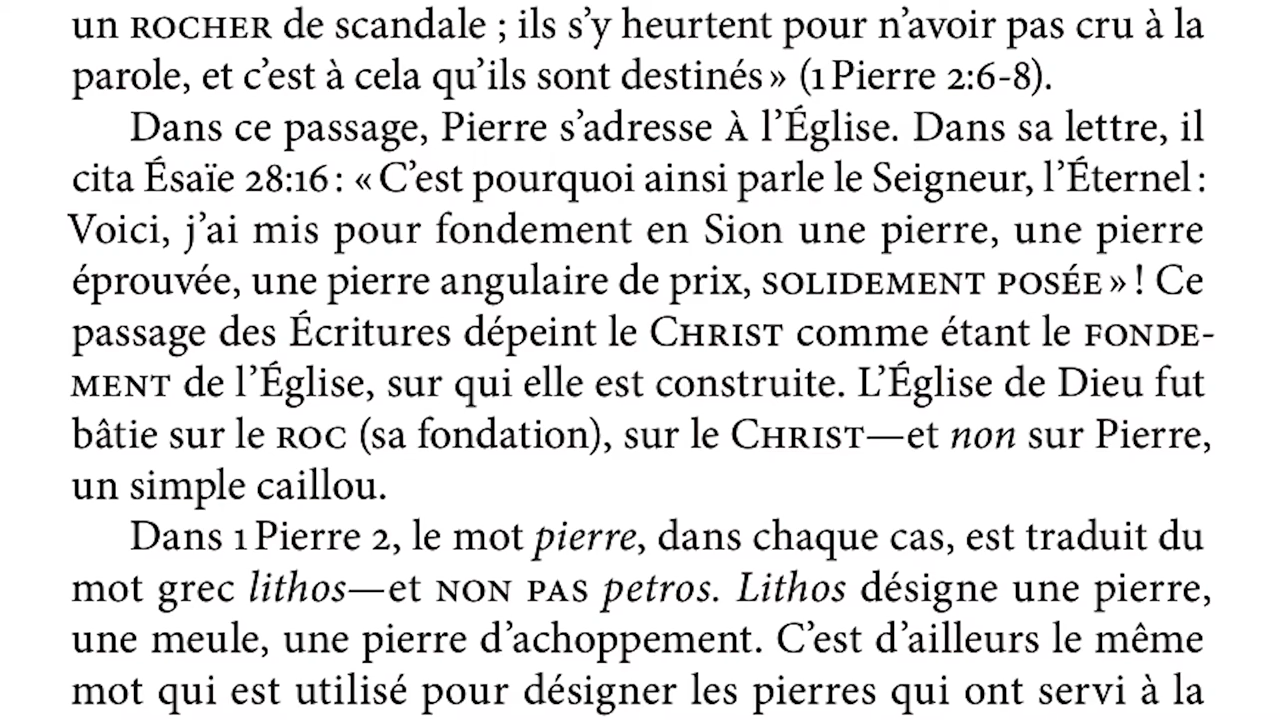 un ROCHER de scandale ; ils s’y heurtent pour n’avoir pas cru à la
parole, et c’est à cela qu’ils sont destinés » (1 Pierre 2:6-8).
Dans ce passage, Pierre s’adresse À l’Église. Dans sa lettre, il
cita Ésaïe 28:16 : « C’est pourquoi ainsi parle le Seigneur, l’Éternel :
Voici, j’ai mis pour fondement en Sion une pierre, une pierre
éprouvée, une pierre angulaire de prix, SOLIDEMENT POSÉE » ! Ce
passage des Écritures dépeint le CHRIST comme étant le FONDE-
MENT de l’Église, sur qui elle est construite. L’Église de Dieu fut
bâtie sur le ROC (sa fondation), sur le CHRIST—et non sur Pierre,
un simple caillou.
Dans 1 Pierre 2, le mot pierre, dans chaque cas, est traduit du
mot grec lithos—et NON PAS petros. Lithos désigne une pierre,
une meule, une pierre d’achoppement. C’est d’ailleurs le même
mot qui est utilisé pour désigner les pierres qui ont servi à la